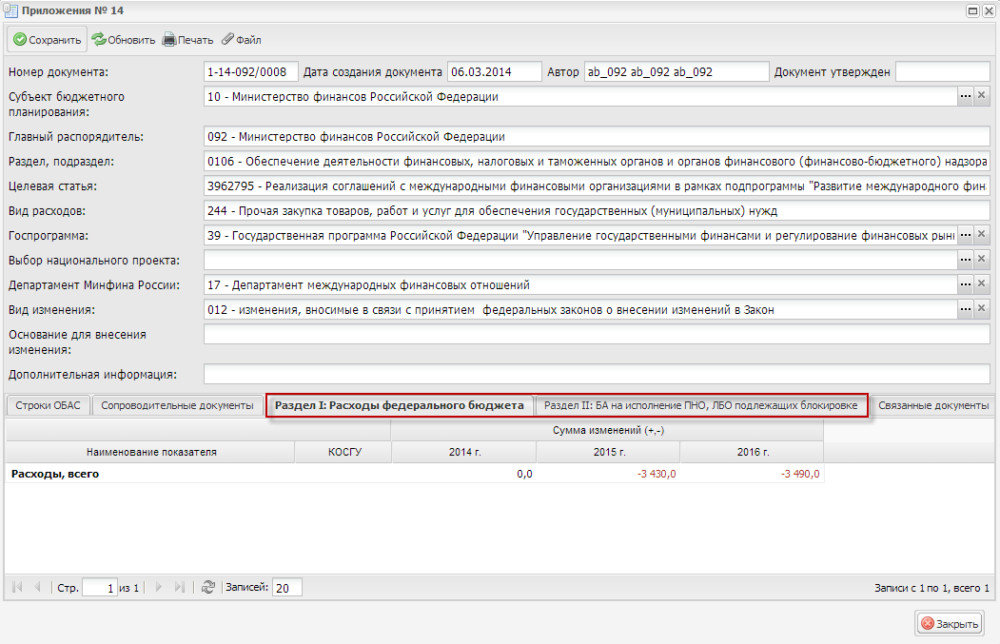 Приложения № 14
Сохранить Обновить Печать Файл
Номер документа: 1-14-092/0008 Дата создания документа 06.03.2014 Автор ab_092 ab_092 ab_092 Документ утвержден
Субъект бюджетного
планирования:
10 - Министерство финансов Российской Федерации
Главный распорядитель: 092 - Министерство финансов Российской Федерации
Раздел, подраздел: 0106 - Обеспечение деятельности финансовых, налоговых и таможенных органов и органов финансового (финансово-бюджетного) надзора
Целевая статья: 3962795 - Реализация соглашений с международными финансовыми организациями в рамках подпрограммы "Развитие международного фин
Вид расходов: 244 - Прочая закупка товаров, работ и услуг для обеспечения государственных (муниципальных) нужд
Госпрограмма: 39 - Государственная программа Российской Федерации "Управление государственными финансами и регулирование финансовых рын ...
Выбор национального проекта: ...
Департамент Минфина России: 17 - Департамент международных финансовых отношений ...
Вид изменения: 012 - изменения, вносимые в связи с принятием федеральных законов о внесении изменений в Закон ...
Основание для внесения
изменения:
Дополнительная информация:
Строки ОБАС Сопроводительные документы Раздел I: Расходы федерального бюджета Раздел II: БА на исполнение ПНО, ЛБО подлежащих блокировке Связанные документы
Сумма изменений (+,-)
Наименование показателя КОСГУ 2014 г. 2015 г. 2016 г.
Расходы, всего 0,0 -3 430,0 -3 490,0
Стр. 1 из 1 Записей: 20 Записи с 1 по 1, всего 1
Закрыть